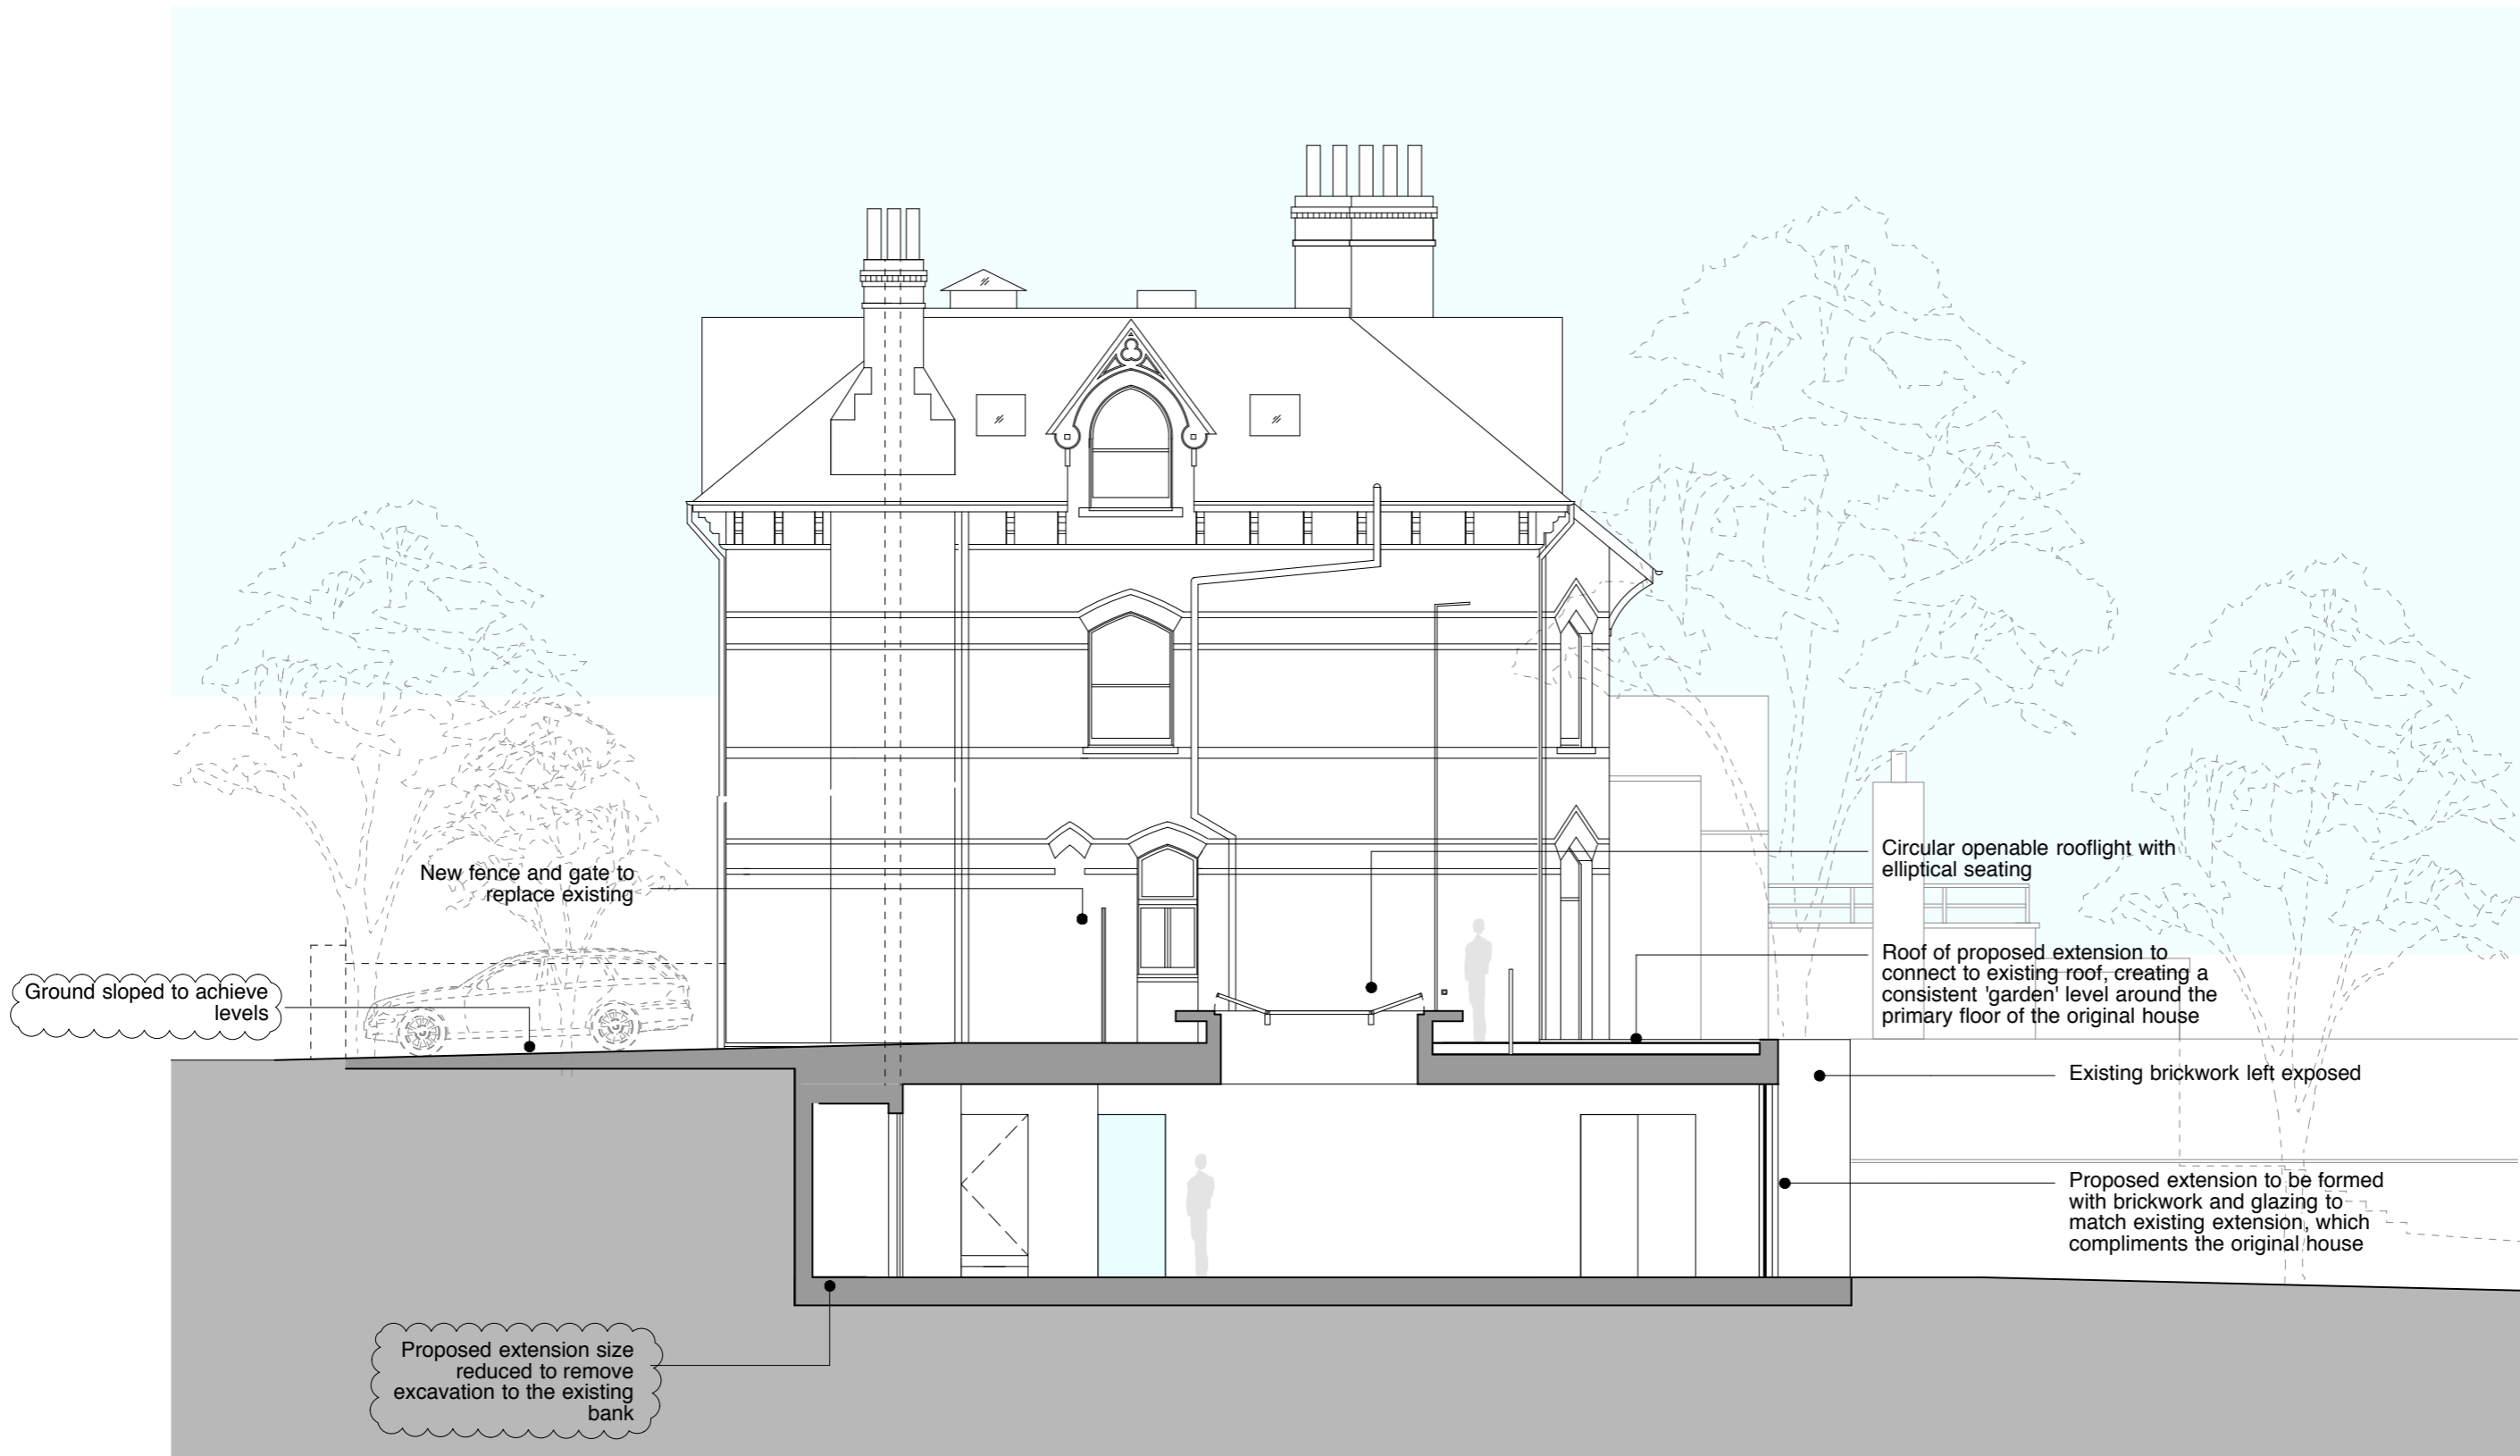 Circular openable rooflight with
elliptical seating
New fence and gate to
replace existing
Roof of proposed extension to
connect to existing roof, creating a
consistent 'garden' level around the
primary floor of the original house
Ground sloped to achieve
levels
Existing brickwork left exposed
Proposed extension to be formed
with brickwork and glazing to
match existing extension, which
compliments the original house
Proposed extension size
reduced to remove
excavation to the existing
bank